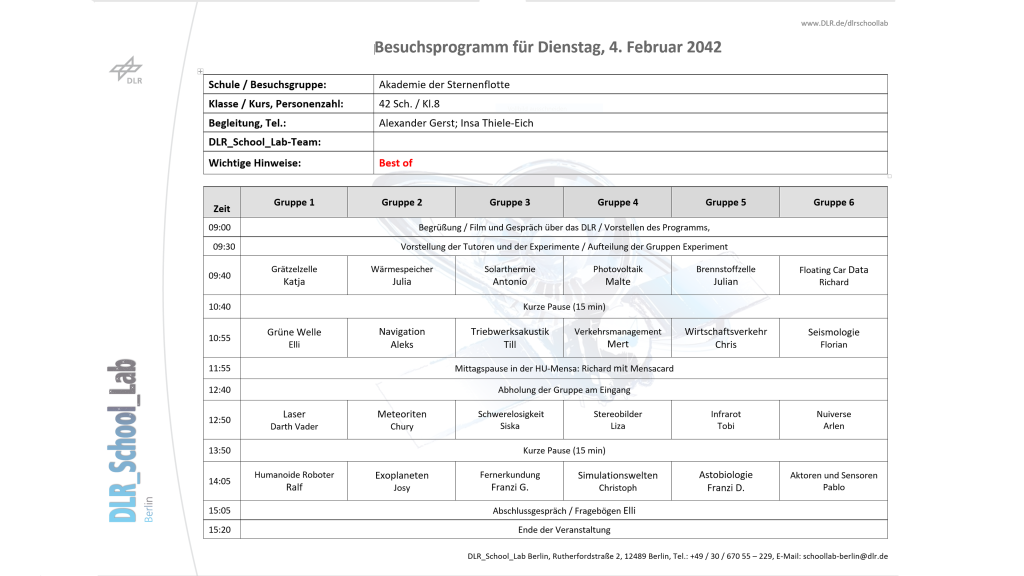 www.DLR.de/dlrschoollab
Besuchsprogramm für Dienstag, 4. Februar 2042
DLR
Schule / Besuchsgruppe: Akademie der Sternenflotte
Klasse / Kurs, Personenzahl: 42 Sch. / Kl.8
Begleitung, Tel.: Alexander Gerst; Insa Thiele-Eich
DLR_School_Lab-Team:
Wichtige Hinweise: Best of
Zeit Gruppe 1 Gruppe 2 Gruppe 3 Gruppe 4 Gruppe 5 Gruppe 6
09:00 Begrüßung / Film und Gespräch über das DLR / Vorstellen des Programms,
09:30 Vorstellung der Tutoren und der Experimente / Aufteilung der Gruppen Experiment
09:40 Grätzelzelle Wärmespeicher Solarthermie Photovoltaik Brennstoffzelle Floating Car Data
Katja Julia Antonio Malte Julian Richard
10:40 Kurze Pause (15 min)
10:55 Grüne Welle Navigation Triebwerksakustik Verkehrsmanagement Wirtschaftsverkehr Seismologie
Elli Aleks Till Mert Chris Florian
11:55 Mittagspause in der HU-Mensa: Richard mit Mensacard
12:40 Abholung der Gruppe am Eingang
12:50 Laser Meteoriten Schwerelosigkeit Stereobilder Infrarot Nuiverse
Darth Vader Chury Siska Liza Tobi Arlen
13:50 Kurze Pause (15 min)
14:05 Humanoide Roboter Exoplaneten Fernerkundung Simulationswelten Astobiologie Aktoren und Sensoren
Ralf Josy Franzi G. Christoph Franzi D. Pablo
15:05 Abschlussgespräch / Fragebögen Elli
15:20 Ende der Veranstaltung
DLR_School_Lab
Berlin
DLR_School_Lab Berlin, Rutherfordstraße 2, 12489 Berlin, Tel.: +49 / 30 / 670 55 – 229, E-Mail: schoollab-berlin@dlr.de